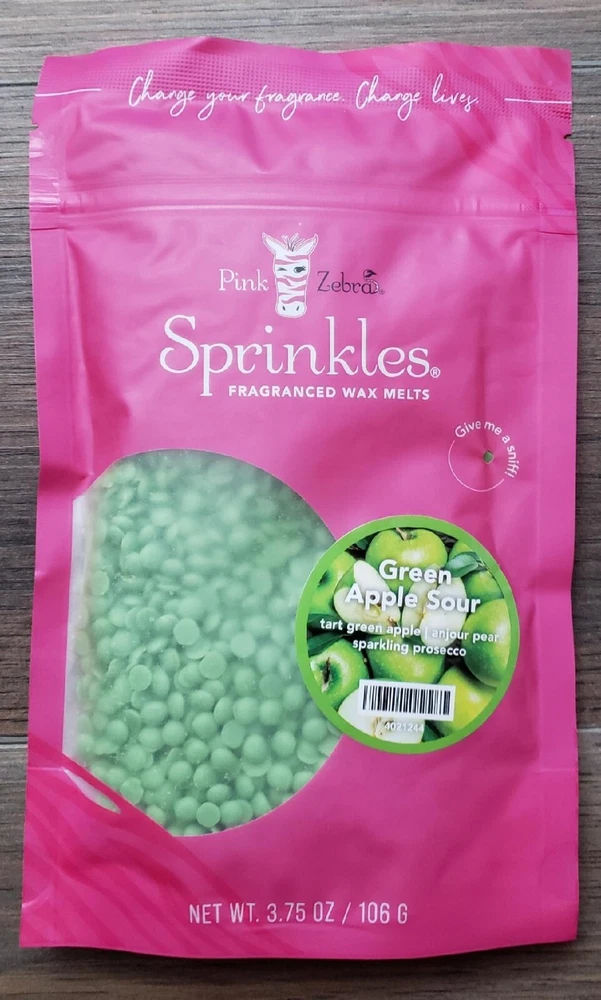 Change your fragrance. Change lives.
Pink Zebra®
Sprinkles®
FRAGRANCED WAX MELTS
Give me a sniff!
Green
Apple Sour
tart green apple | anjour pear
sparkling prosecco
4021244
NET WT. 3.75 OZ / 106 G